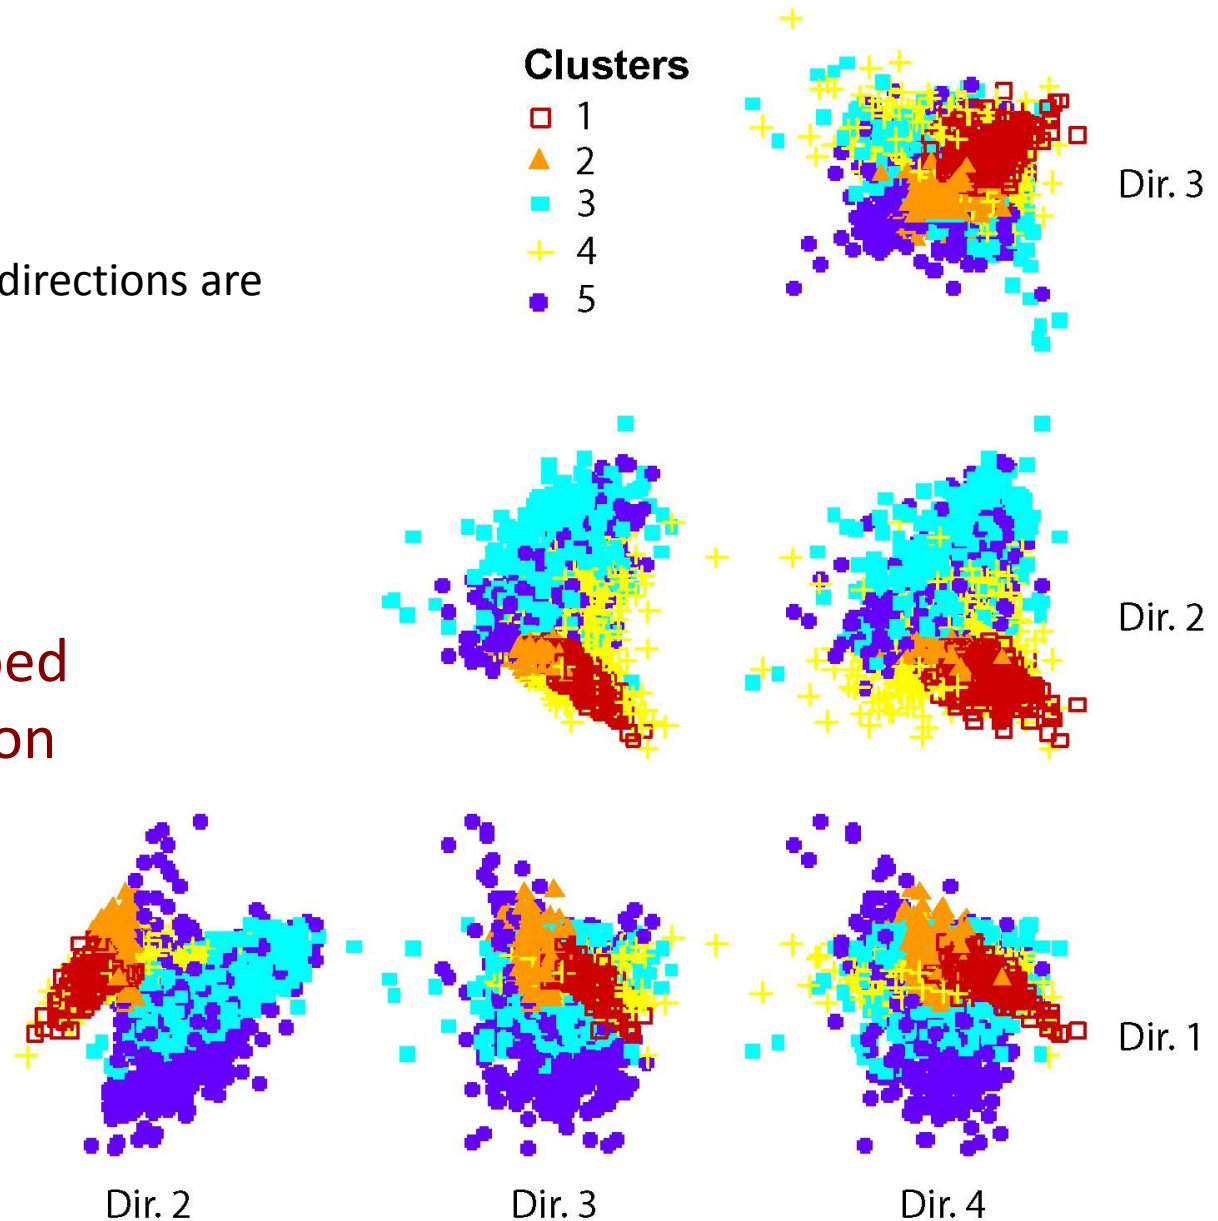 Clusters
1
2
3
4
5
Dir. 3
directions are
Dir. 2
on
Dir. 1
Dir. 2
Dir. 3
Dir. 4